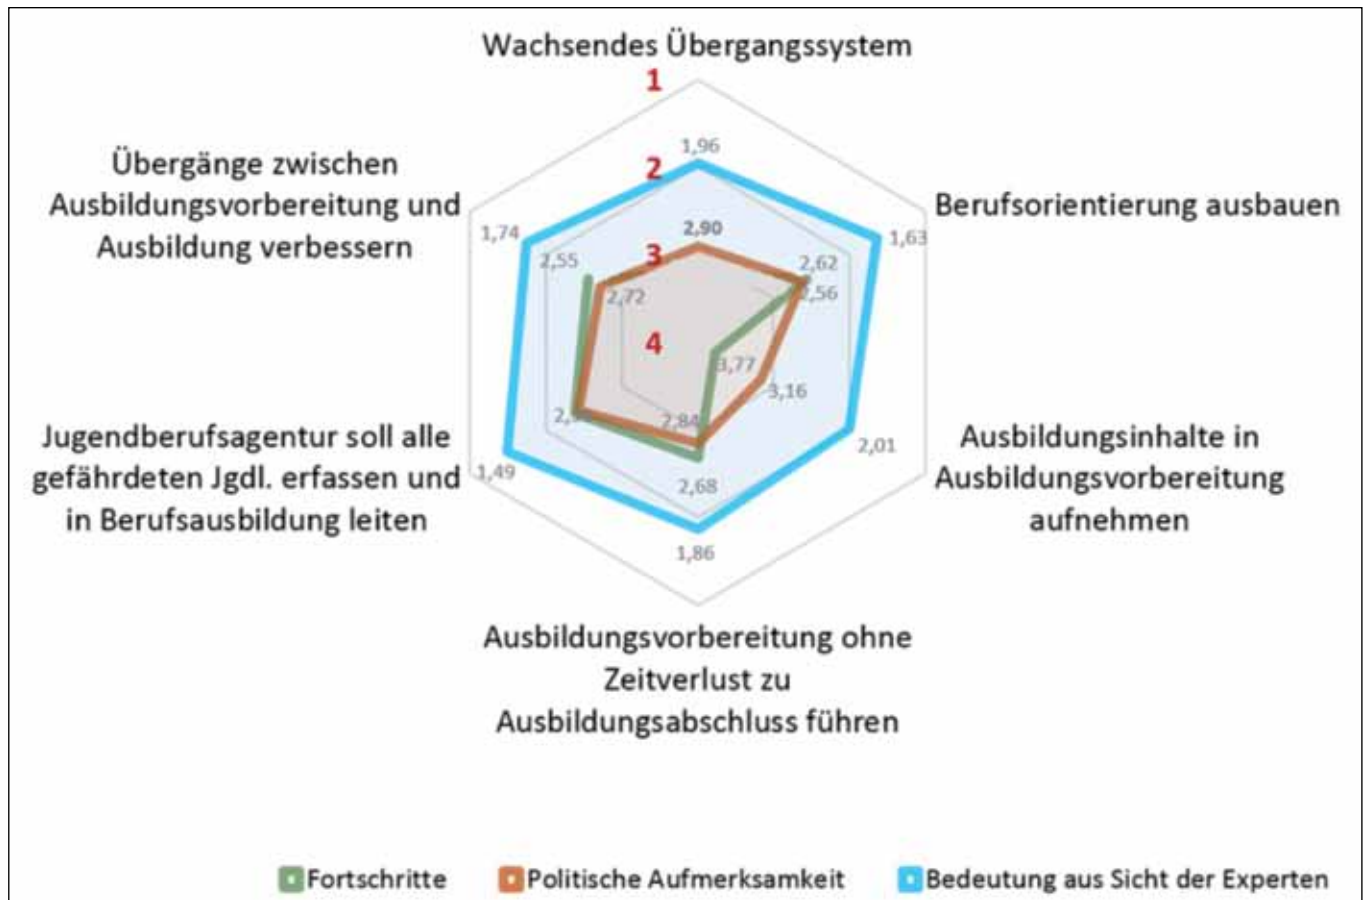 Wachsendes Übergangssystem
1
1,96
2
Übergänge zwischen
Ausbildungsvorbereitung und
Ausbildung verbessern
1,74
2,55
2,72
2,90
3
Berufsorientierung ausbauen
1,63
2,62
2,56
4
3,77
3,16
2,01
Jugendberufsagentur soll alle
gefährdeten Jgdl. erfassen und
in Berufsausbildung leiten
1,49
2,84
2,68
1,86
Ausbildungsinhalte in
Ausbildungsvorbereitung
aufnehmen
Ausbildungsvorbereitung ohne
Zeitverlust zu
Ausbildungsabschluss führen
Fortschritte
Politische Aufmerksamkeit
Bedeutung aus Sicht der Experten